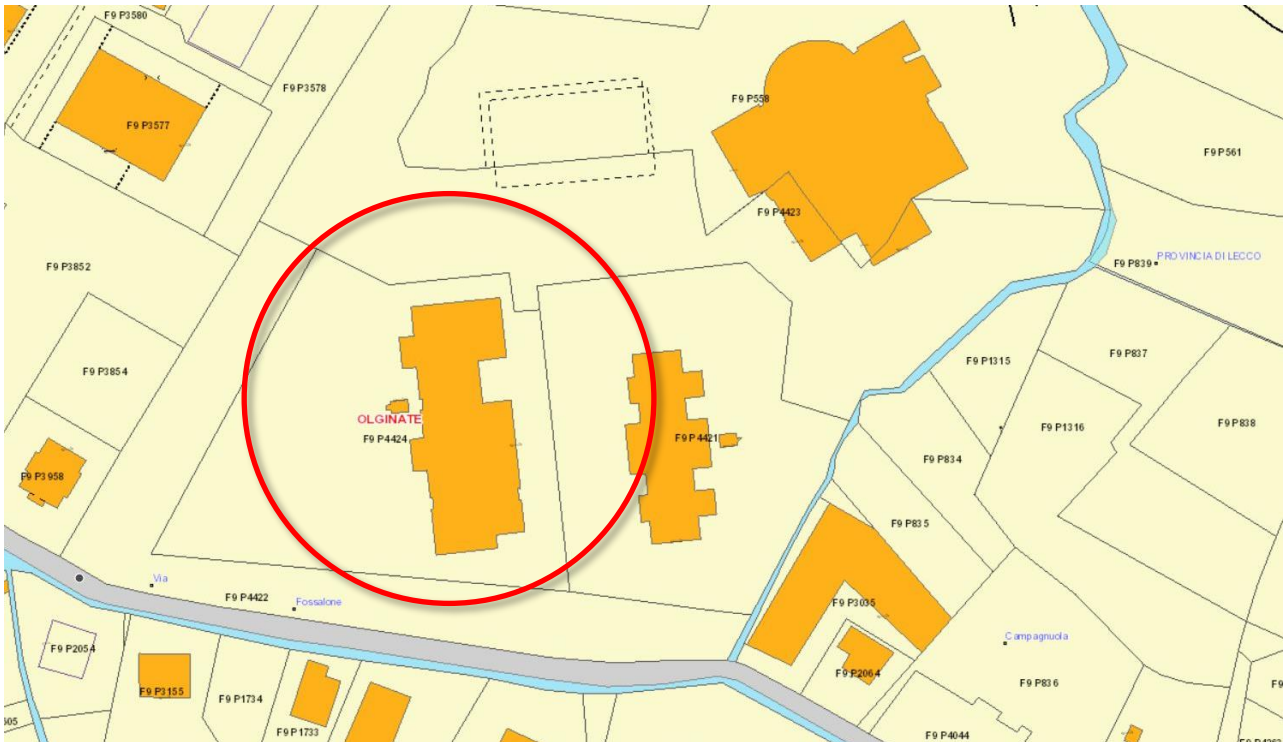 F9 P3580
F9 P3578
F9 P558
F9 P3577
F9 P561
F9 P4423
F9 P3852
F9 P839
PROVINCIA DI LECCO
F9 P1315
F9 P837
F9 P3854
OLGINATE
F9 P4424
F9 P4421
F9 P1316
F9 P838
F9 P834
F9 P3958
F9 P835
Via
F9 P4422
Fossalone
F9 P3035
Campagnuola
F9 P2054
F9 P2064
F9 P836
F9 P3155
F9 P1734
F9 P1733
F9 P4044